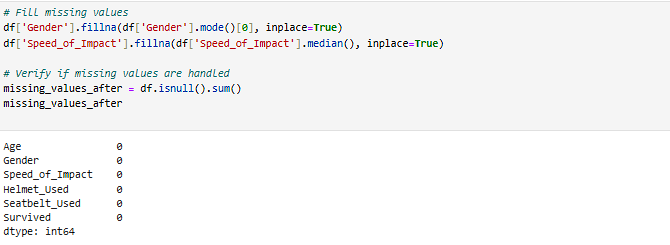 # Fill missing values
df['Gender'].fillna(df['Gender'].mode()[0], inplace=True)
df['Speed_of_Impact'].fillna(df['Speed_of_Impact'].median(), inplace=True)
# Verify if missing values are handled
missing_values_after = df.isnull().sum()
missing_values_after
Age 0
Gender 0
Speed_of_Impact 0
Helmet_Used 0
Seatbelt_Used 0
Survived 0
dtype: int64